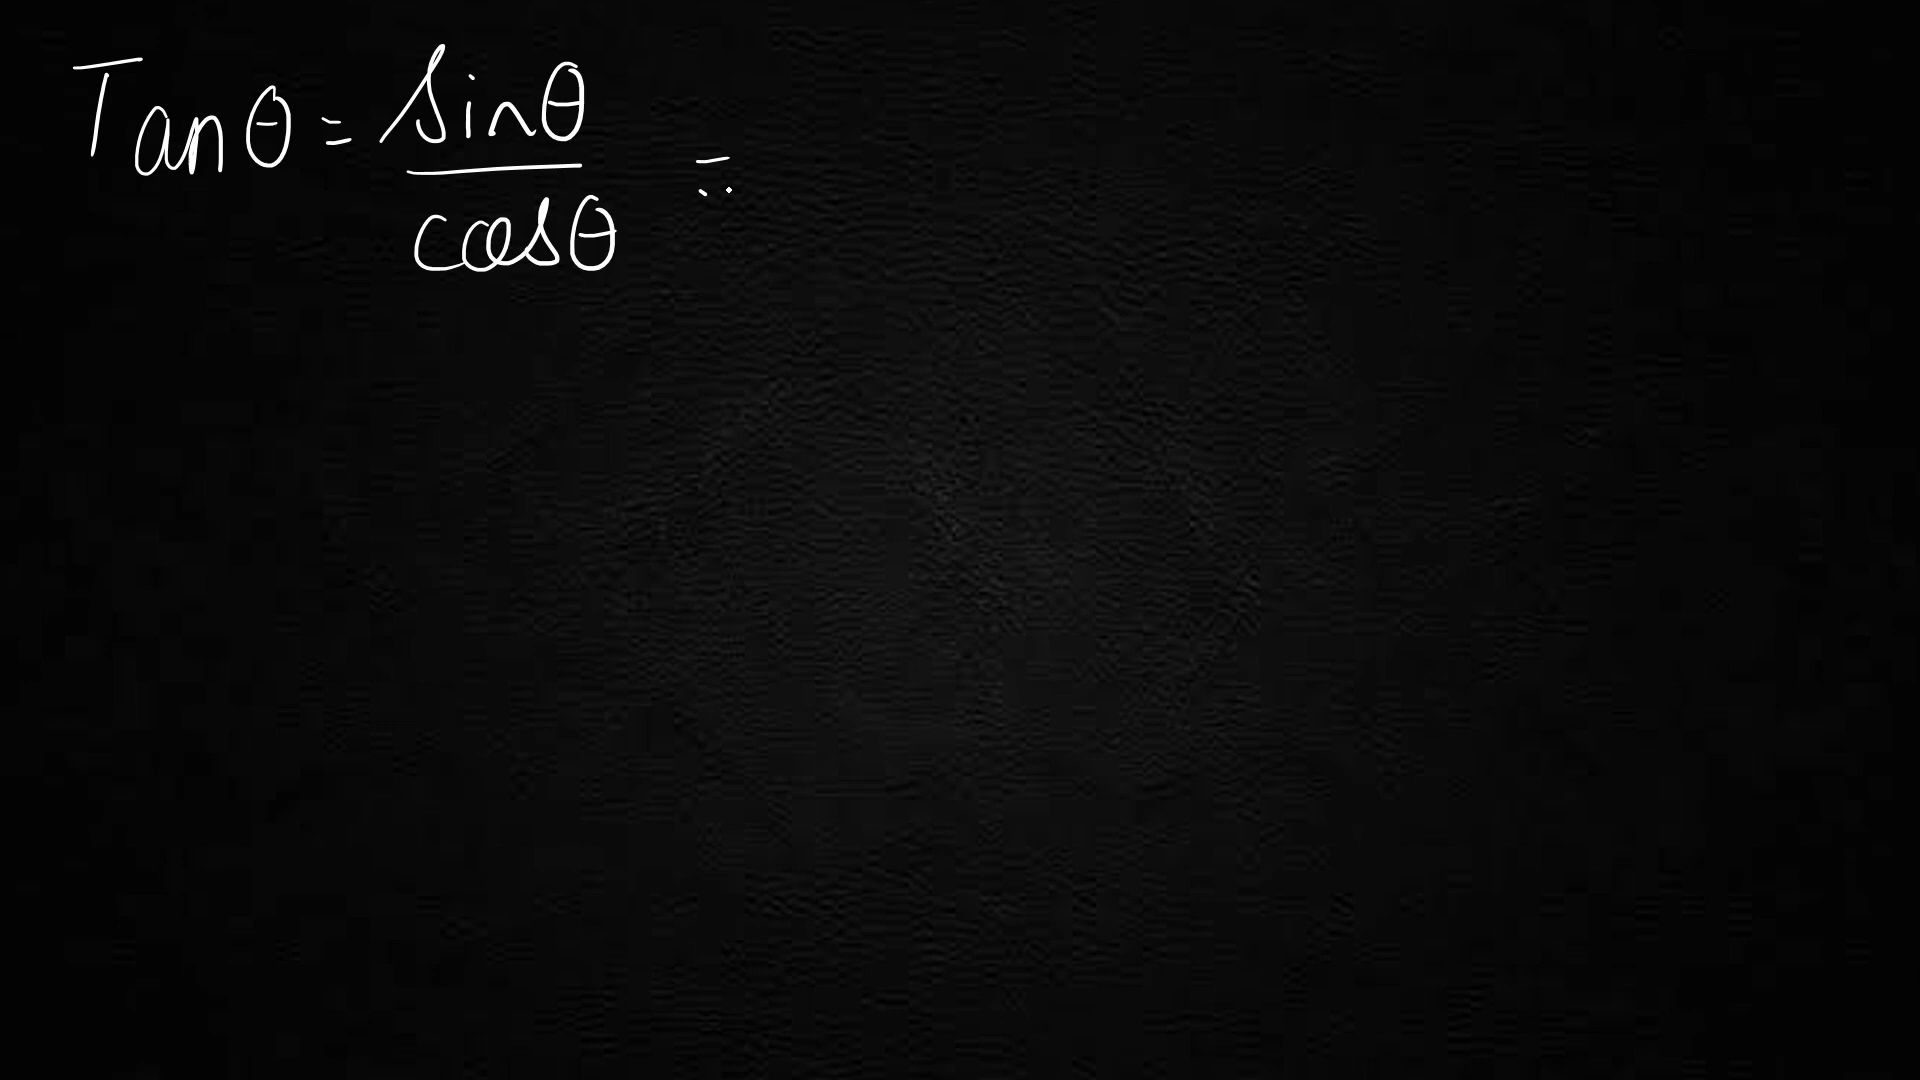 Tanθ = sinθ/cosθ =